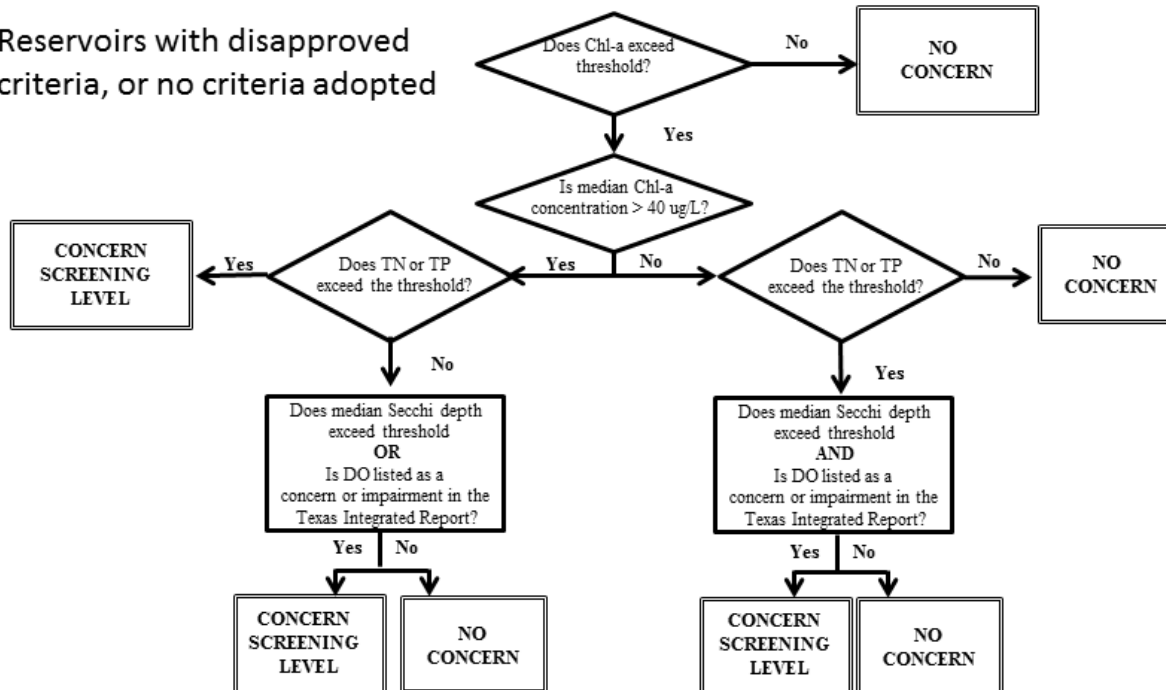 Reservoirs with disapproved
criteria, or no criteria adopted
Does Chl-a exceed
threshold?
No
NO
CONCERN
Yes
Is median Chl-a
concentration > 40 ug/L?
CONCERN
SCREENING
LEVEL
Yes
Does TN or TP
exceed the threshold?
Yes
No
Does TN or TP
exceed the threshold?
No
NO
CONCERN
No
Yes
Does median Secchi depth
exceed threshold
OR
Is DO listed as a
concern or impairment in the
Texas Integrated Report?
Does median Secchi depth
exceed threshold
AND
Is DO listed as a
concern or impairment in the
Texas Integrated Report?
Yes
No
Yes
No
CONCERN
SCREENING
LEVEL
NO
CONCERN
CONCERN
SCREENING
LEVEL
NO
CONCERN